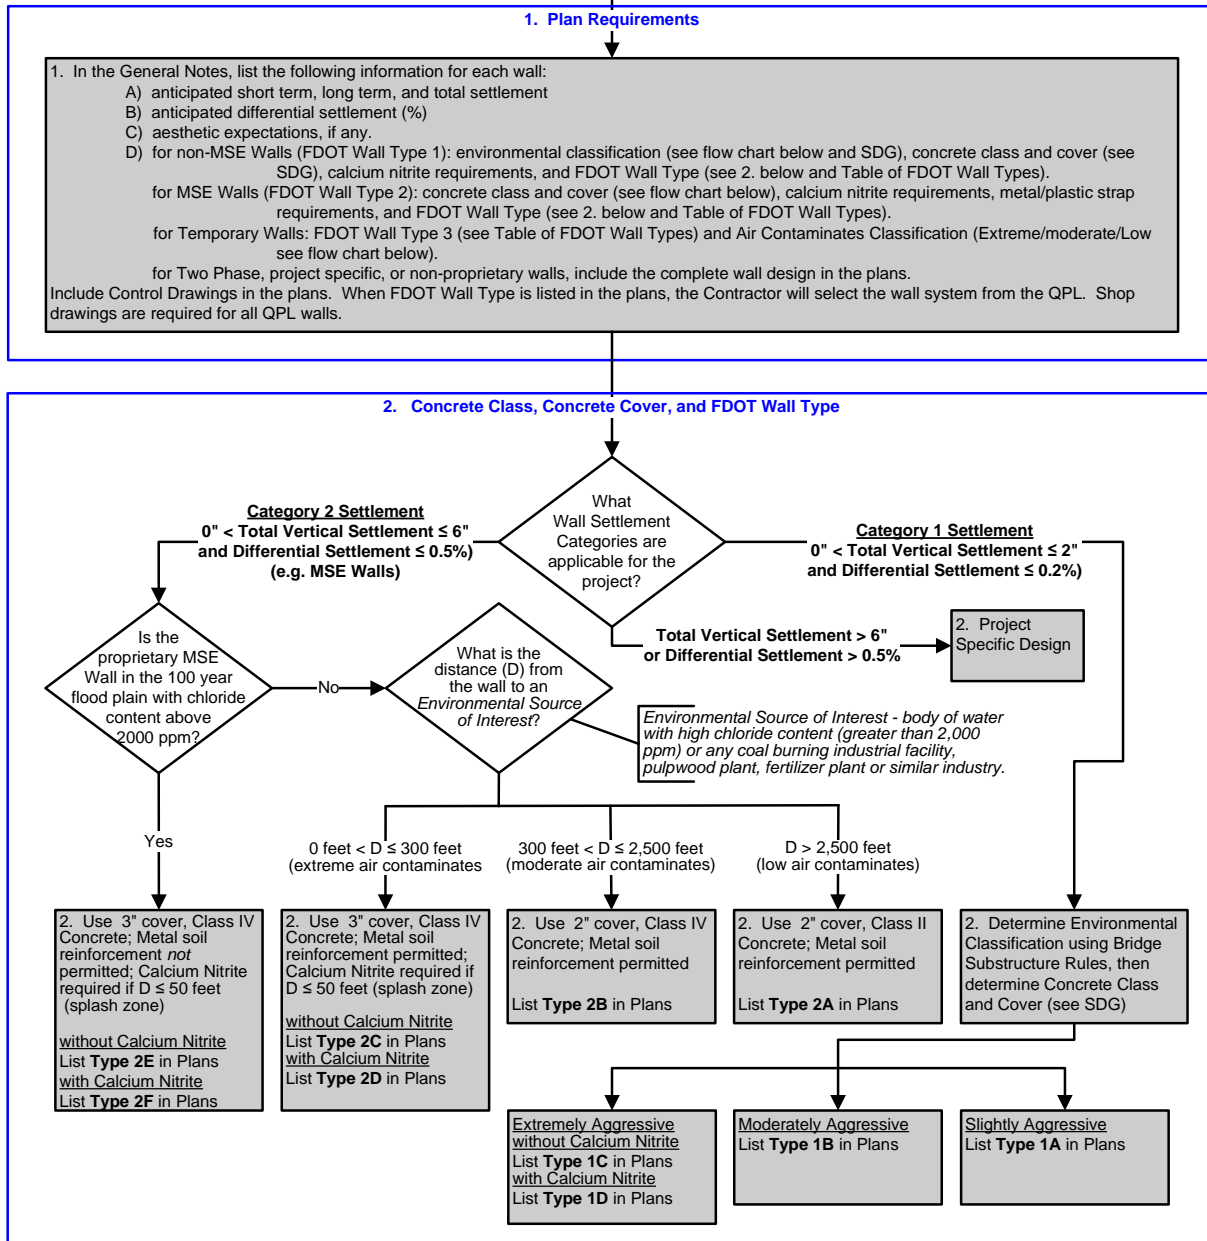 1. Plan Requirements
1. In the General Notes, list the following information for each wall:
A) anticipated short term, long term, and total settlement
B) anticipated differential settlement (%)
C) aesthetic expectations, if any.
D) for non-MSE Walls (FDOT Wall Type 1): environmental classification (see flow chart below and SDG), concrete class and cover (see
SDG), calcium nitrite requirements, and FDOT Wall Type (see 2. below and Table of FDOT Wall Types).
for MSE Walls (FDOT Wall Type 2): concrete class and cover (see flow chart below), calcium nitrite requirements, metal/plastic strap
requirements, and FDOT Wall Type (see 2. below and Table of FDOT Wall Types).
for Temporary Walls: FDOT Wall Type 3 (see Table of FDOT Wall Types) and Air Contaminates Classification (Extreme/moderate/Low
see flow chart below).
for Two Phase, project specific, or non-proprietary walls, include the complete wall design in the plans.
Include Control Drawings in the plans. When FDOT Wall Type is listed in the plans, the Contractor will select the wall system from the QPL. Shop
drawings are required for all QPL walls.
2. Concrete Class, Concrete Cover, and FDOT Wall Type
What
Wall Settlement
Categories are
applicable for the
project?
Category 2 Settlement
0" < Total Vertical Settlement ≤ 6"
and Differential Settlement ≤ 0.5%)
(e.g. MSE Walls)
Category 1 Settlement
0" < Total Vertical Settlement ≤ 2"
and Differential Settlement ≤ 0.2%)
Total Vertical Settlement > 6"
or Differential Settlement > 0.5%
2. Project
Specific Design
Is the
proprietary MSE
Wall in the 100 year
flood plain with chloride
content above
2000 ppm?
No
What is the
distance (D) from
the wall to an
Environmental Source
of Interest?
Environmental Source of Interest - body of water
with high chloride content (greater than 2,000
ppm) or any coal burning industrial facility,
pulpwood plant, fertilizer plant or similar industry.
Yes
0 feet < D ≤ 300 feet
(extreme air contaminates
300 feet < D ≤ 2,500 feet
(moderate air contaminates)
D > 2,500 feet
(low air contaminates)
2. Use 3" cover, Class IV
Concrete; Metal soil
reinforcement not
permitted; Calcium Nitrite
required if D ≤ 50 feet
(splash zone)
without Calcium Nitrite
List Type 2E in Plans
with Calcium Nitrite
List Type 2F in Plans
2. Use 3" cover, Class IV
Concrete; Metal soil
reinforcement permitted;
Calcium Nitrite required if
D ≤ 50 feet (splash zone)
without Calcium Nitrite
List Type 2C in Plans
with Calcium Nitrite
List Type 2D in Plans
2. Use 2" cover, Class IV
Concrete; Metal soil
reinforcement permitted
List Type 2B in Plans
2. Use 2" cover, Class II
Concrete; Metal soil
reinforcement permitted
List Type 2A in Plans
2. Determine Environmental
Classification using Bridge
Substructure Rules, then
determine Concrete Class
and Cover (see SDG)
Extremely Aggressive
without Calcium Nitrite
List Type 1C in Plans
with Calcium Nitrite
List Type 1D in Plans
Moderately Aggressive
List Type 1B in Plans
Slightly Aggressive
List Type 1A in Plans